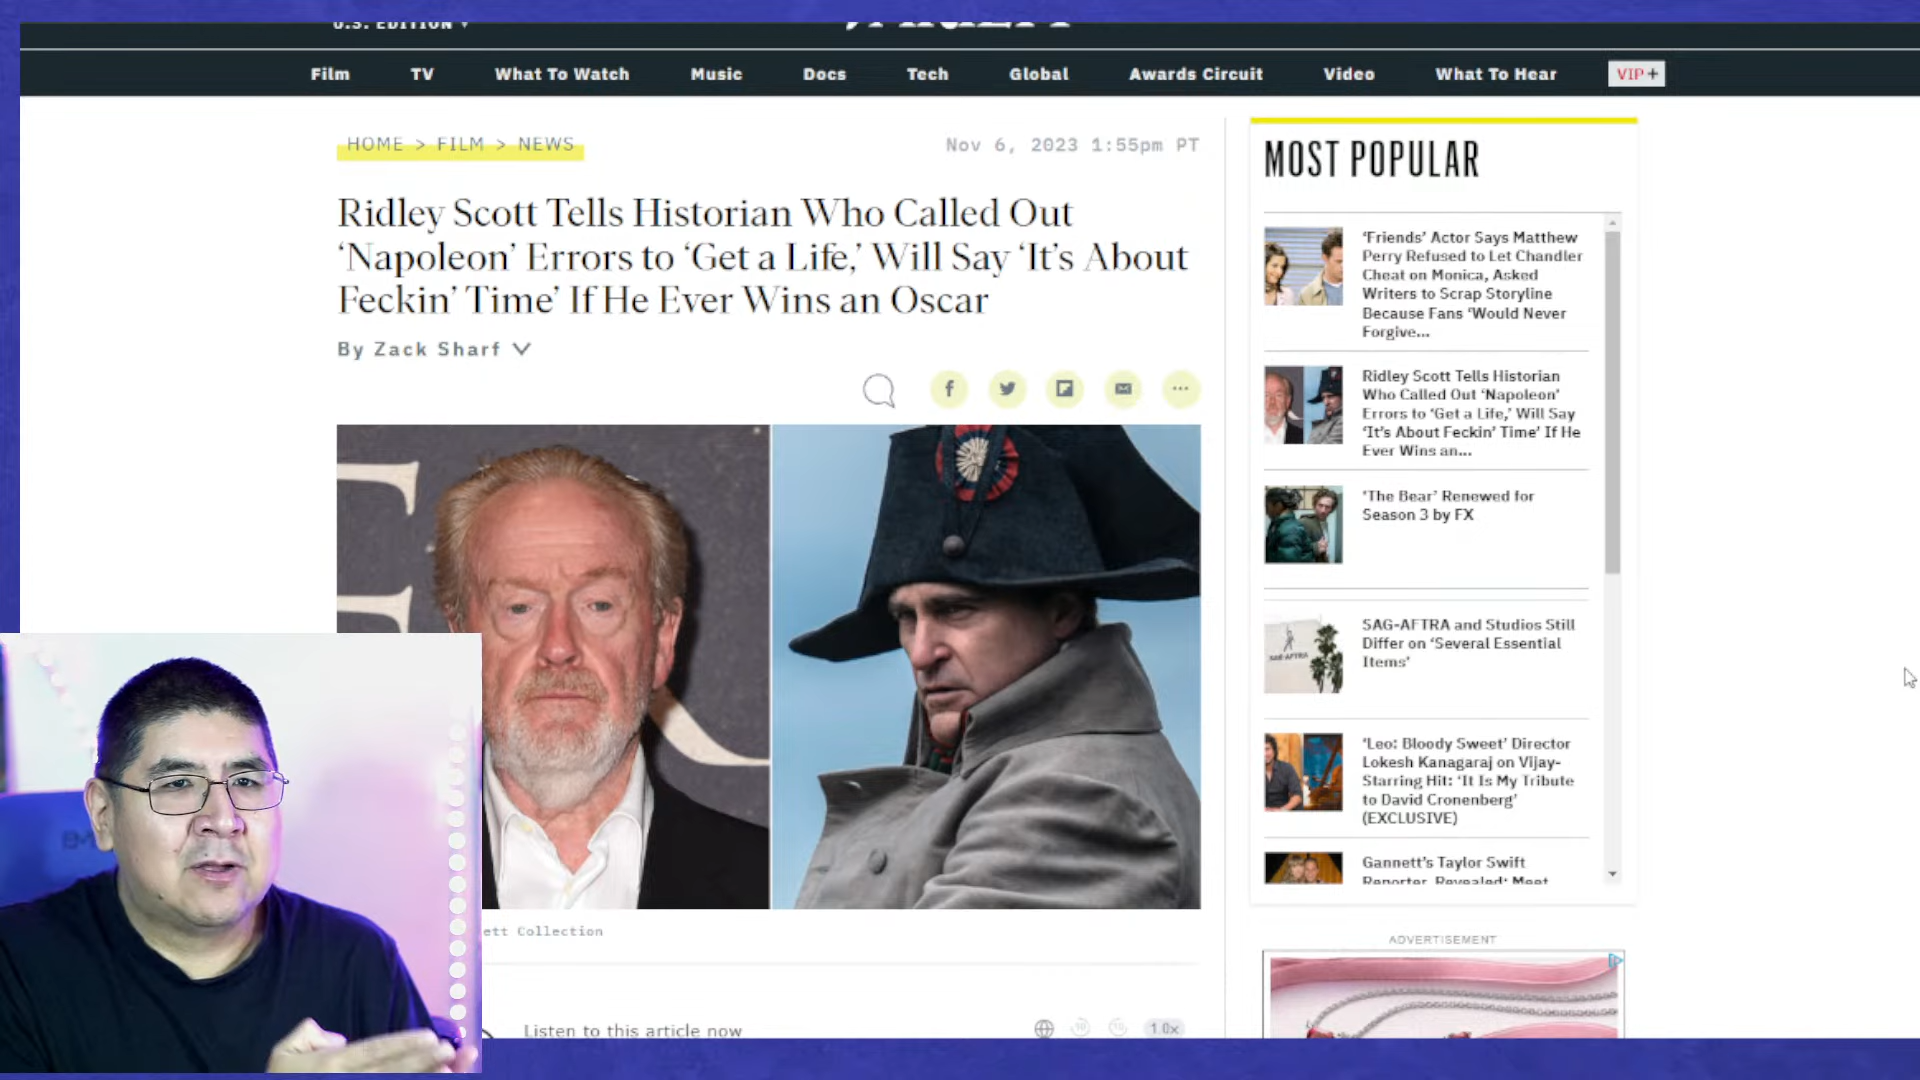 U.S. EDITION
VARIETY
Film TV What To Watch Music Docs Tech Global Awards Circuit Video What To Hear VIP+
HOME > FILM > NEWS
Nov 6, 2023 1:55pm PT
Ridley Scott Tells Historian Who Called Out
‘Napoleon’ Errors to ‘Get a Life,’ Will Say ‘It’s About
Feckin’ Time’ If He Ever Wins an Oscar
By Zack Sharf
ett Collection
Listen to this article now
1.0x
MOST POPULAR
‘Friends’ Actor Says Matthew
Perry Refused to Let Chandler
Cheat on Monica, Asked
Writers to Scrap Storyline
Because Fans ‘Would Never
Forgive...
Ridley Scott Tells Historian
Who Called Out ‘Napoleon’
Errors to ‘Get a Life,’ Will Say
‘It’s About Feckin’ Time’ If He
Ever Wins an...
‘The Bear’ Renewed for
Season 3 by FX
SAG-AFTRA
SAG-AFTRA and Studios Still
Differ on ‘Several Essential
Items’
‘Leo: Bloody Sweet’ Director
Lokesh Kanagaraj on Vijay-
Starring Hit: ‘It Is My Tribute
to David Cronenberg’
(EXCLUSIVE)
Gannett’s Taylor Swift
Reporter, Revealed: Meet
ADVERTISEMENT